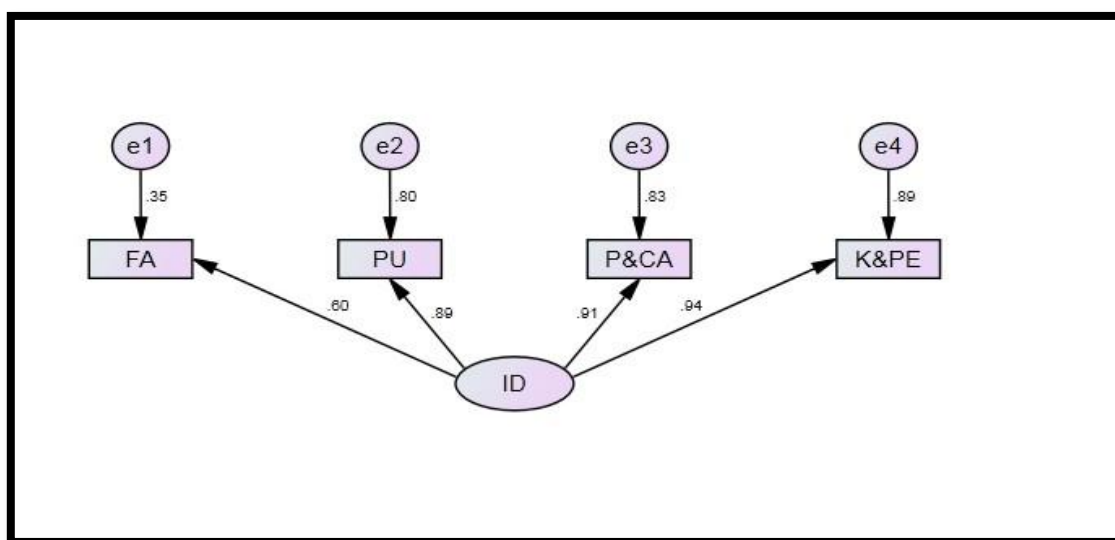 e1
e2
e3
e4
.35
.80
.83
.89
FA
PU
P&CA
K&PE
.60
.89
.91
.94
ID